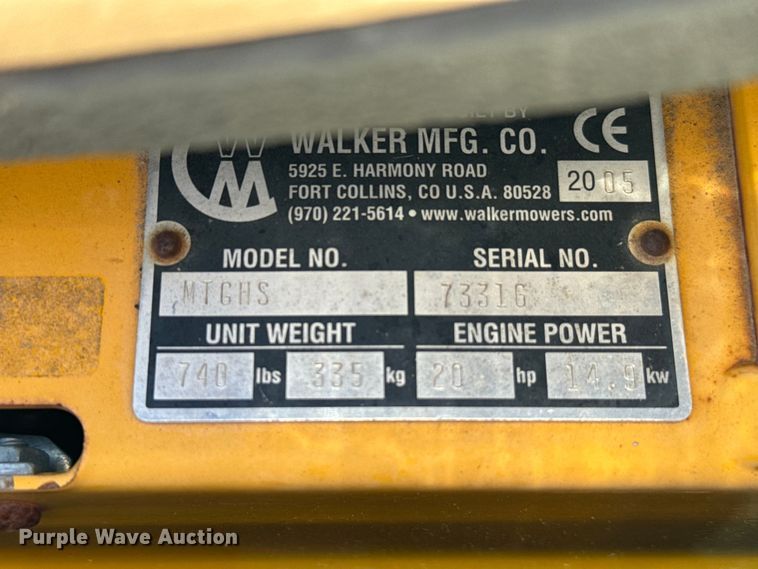 BY
WALKER MFG. CO.
5925 E. HARMONY ROAD
FORT COLLINS, CO U.S.A. 80528
(970) 221-5614 • www.walkermowers.com
CE
2005
MODEL NO. SERIAL NO.
MTGHS 73316
UNIT WEIGHT ENGINE POWER
740 lbs 335 kg 20 hp 14.9 kw
Purple Wave Auction